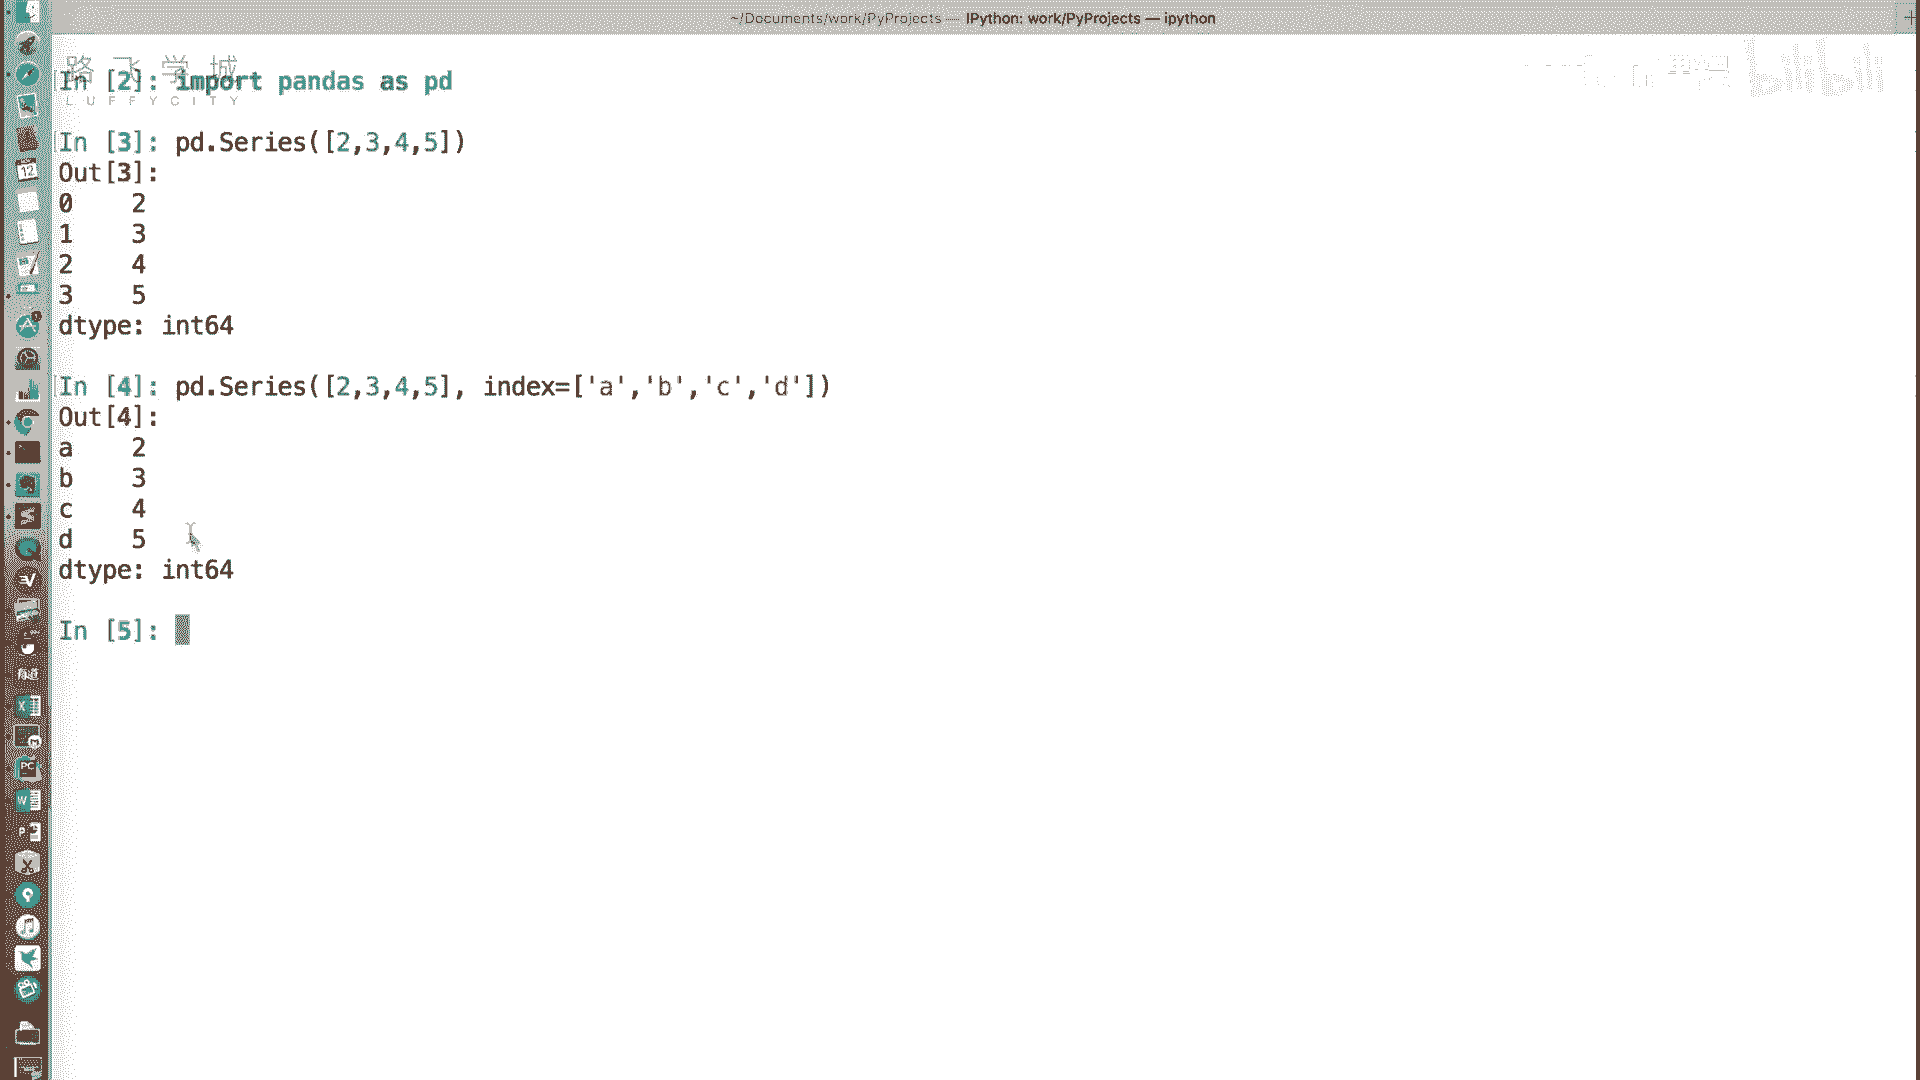 ~/Documents/work/PyProjects — IPython: work/PyProjects — ipython
路飞学城
LUFFYCITY
bilibili
In [2]: import pandas as pd
In [3]: pd.Series([2,3,4,5])
Out[3]:
0    2
1    3
2    4
3    5
dtype: int64
In [4]: pd.Series([2,3,4,5], index=['a','b','c','d'])
Out[4]:
a    2
b    3
c    4
d    5
dtype: int64
In [5]: